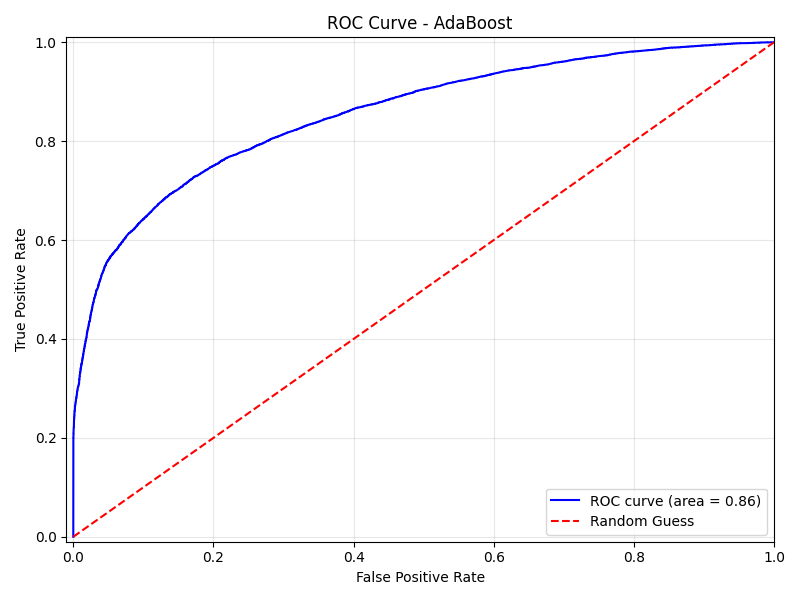 ROC Curve - AdaBoost
1.0
0.8
0.6
0.4
0.2
0.0
True Positive Rate
ROC curve (area = 0.86)
Random Guess
0.0 0.2 0.4 0.6 0.8 1.0
False Positive Rate